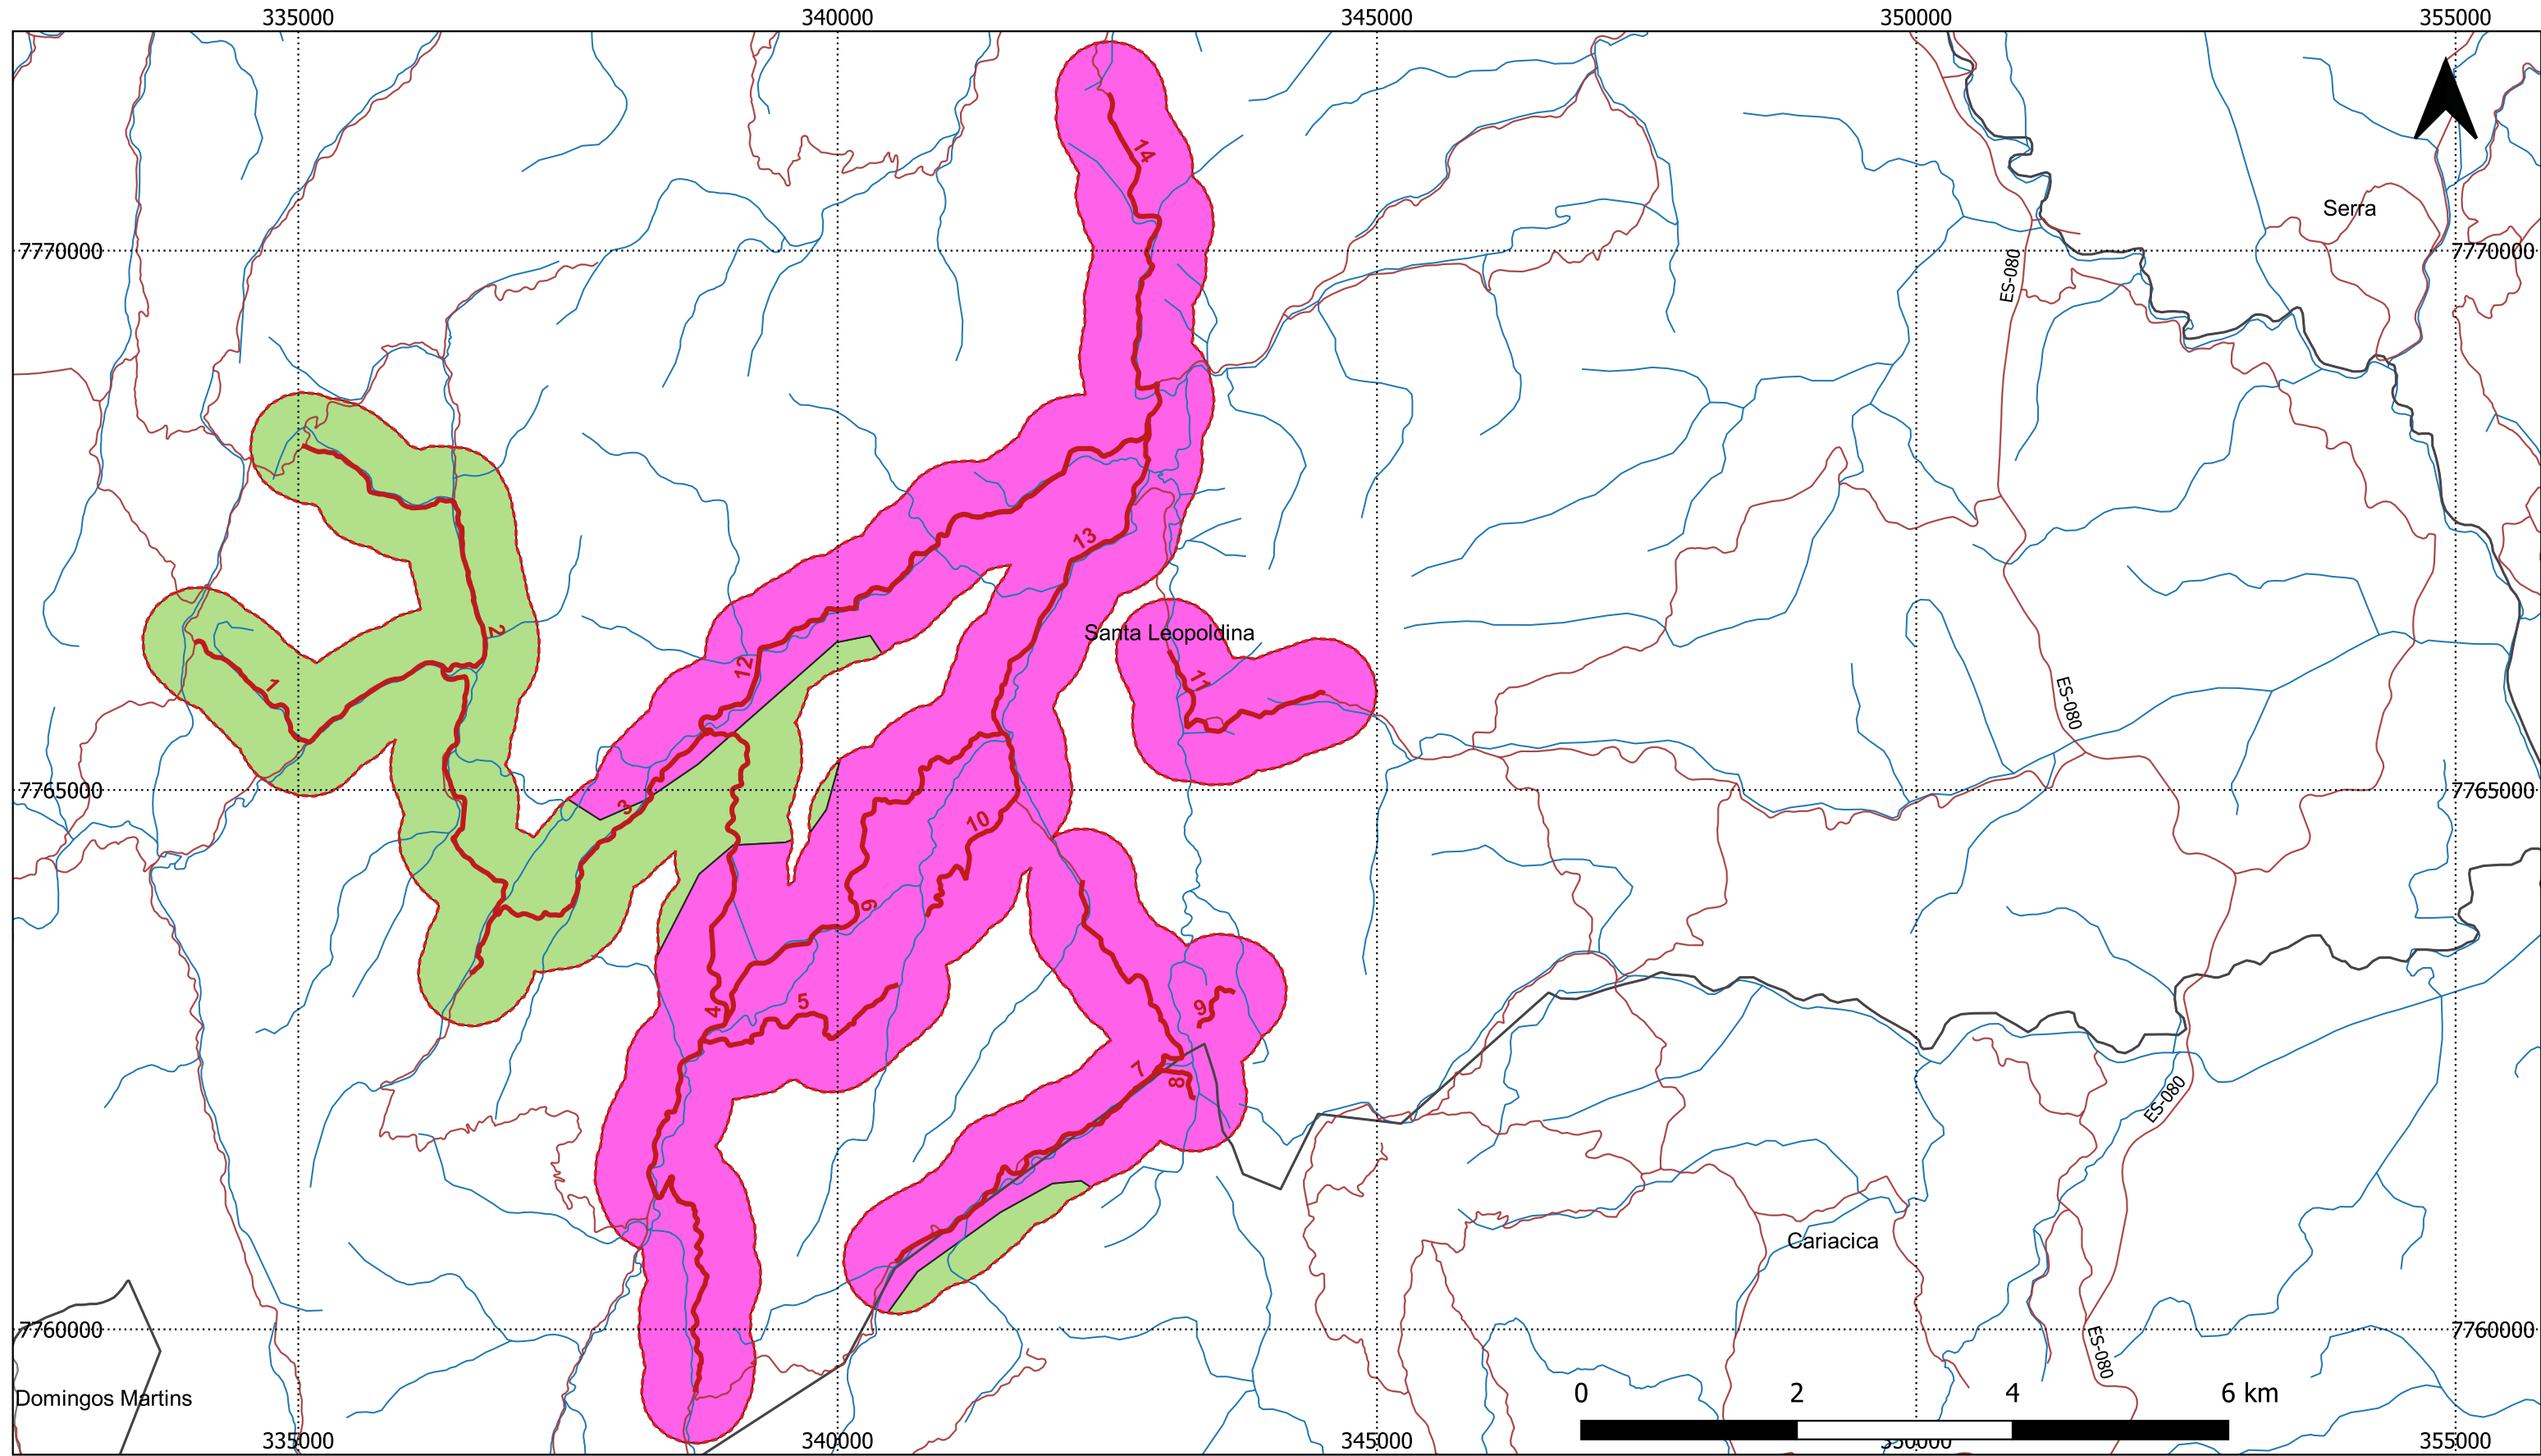 335000 340000 345000 350000 355000
14
Serra
7770000 7770000
ES-080
13
2
Santa Leopoldina
12
11
1
ES-080
7765000 7765000
3
10
6
5
9
4
7
8
ES-080
Cariacica
7760000 7760000
ES-080
0 2 4 6 km
Domingos Martins
335000 340000 345000 350000 355000